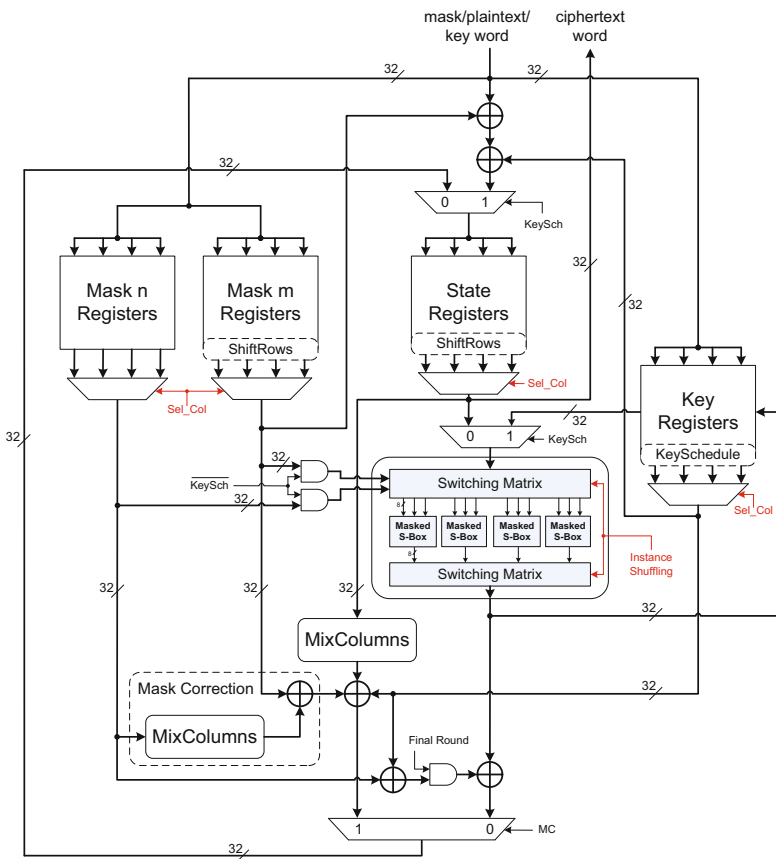 mask/plaintext/
key word
ciphertext
word
32
32
32
32
0 1
KeySch
32
32
Mask n
Registers
Mask m
Registers
ShiftRows
State
Registers
ShiftRows
Key
Registers
KeySchedule
Sel_Col
Sel_Col
Sel_Col
32
32
0 1
KeySch
32
KeySch
32
Switching Matrix
8
Masked
S-Box
Masked
S-Box
Masked
S-Box
Masked
S-Box
8
Switching Matrix
Instance
Shuffling
32
32
32
32
MixColumns
32
Mask Correction
MixColumns
Final Round
1 0
MC
32